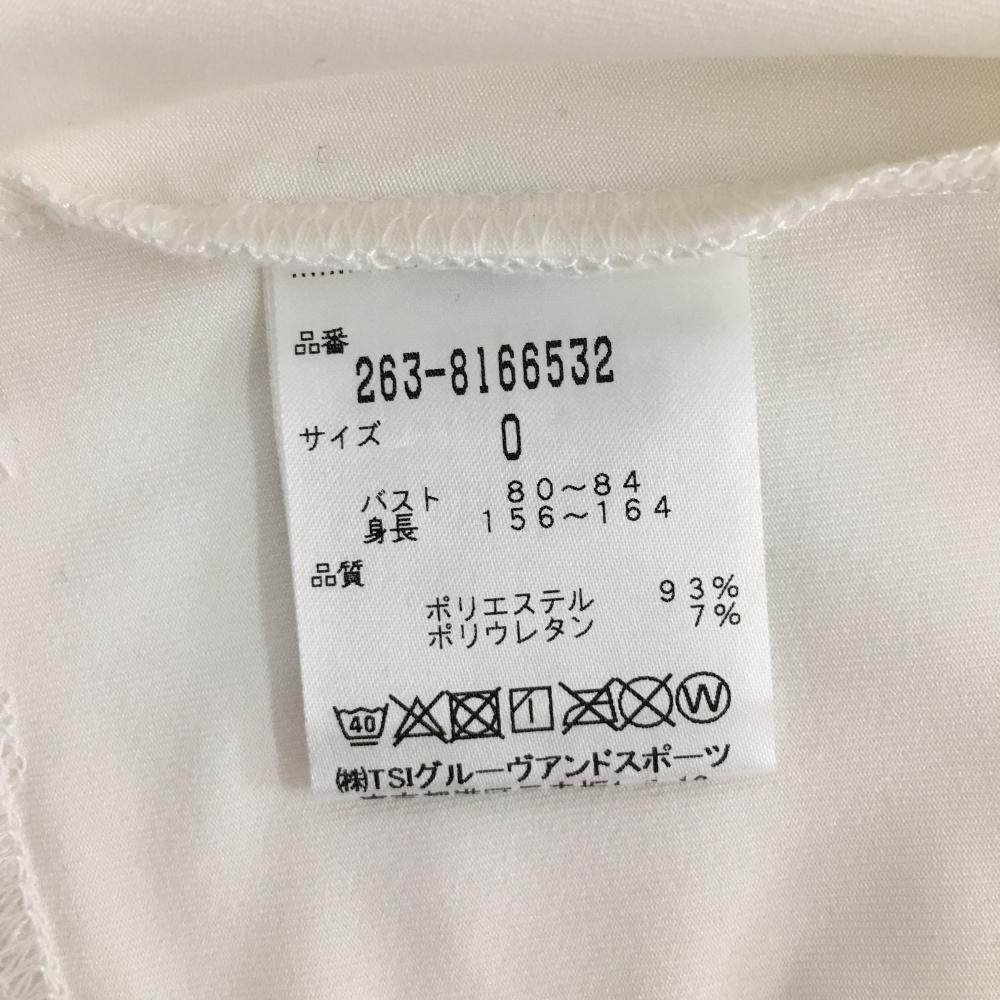 品番
263-8166532
サイズ 0
バスト 80~84
身長 156~164
品質
ポリエステル 93%
ポリウレタン 7%
40 W
㈱TSIグルーヴアンドスポーツ